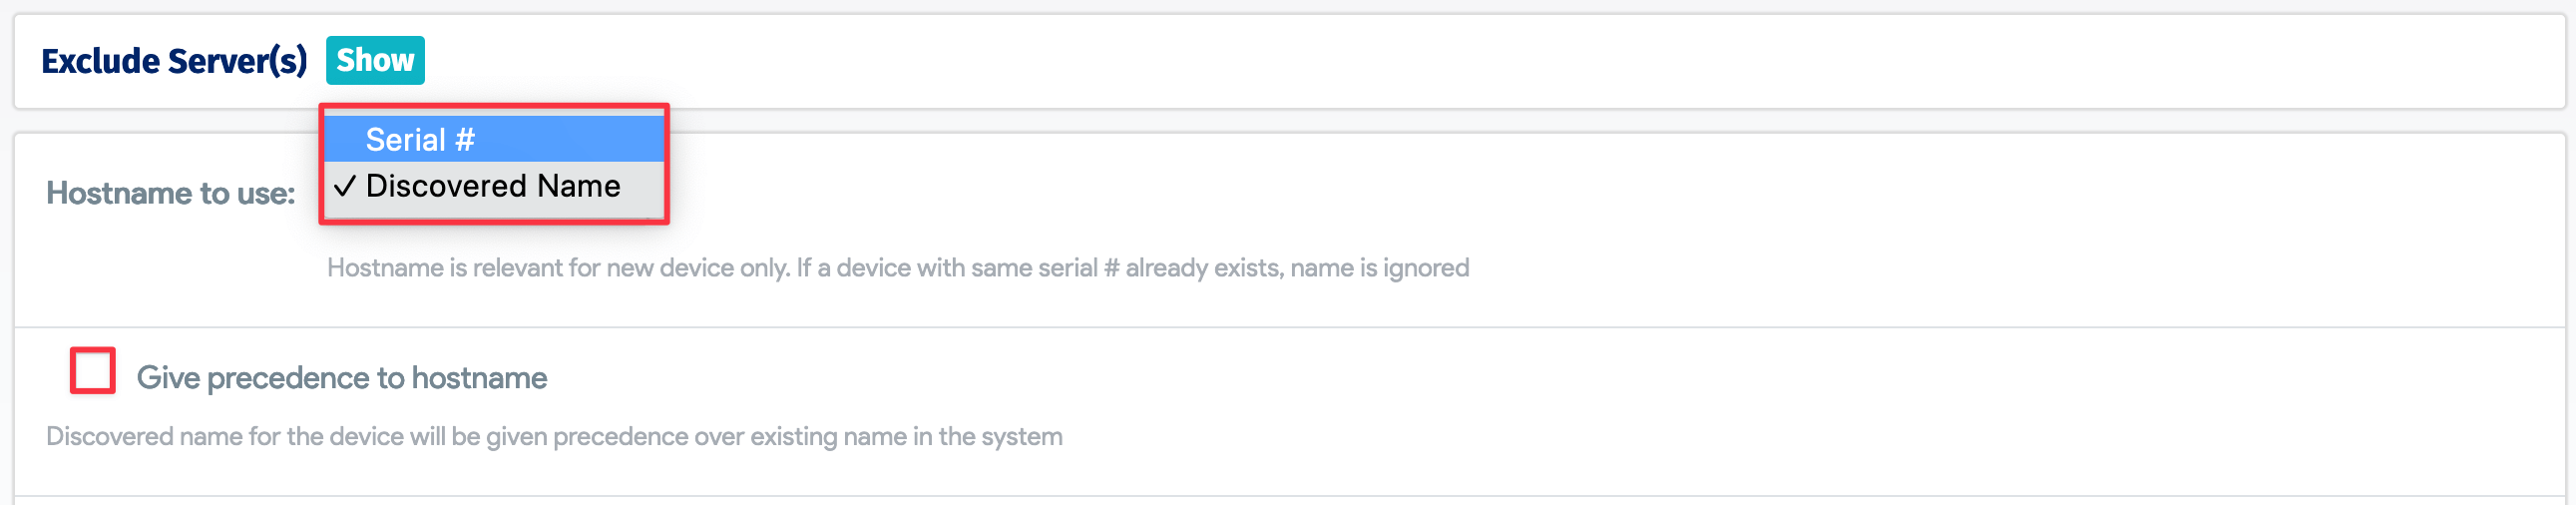 Exclude Server(s) Show
Serial #
✓ Discovered Name
Hostname to use:
Hostname is relevant for new device only. If a device with same serial # already exists, name is ignored
Give precedence to hostname
Discovered name for the device will be given precedence over existing name in the system